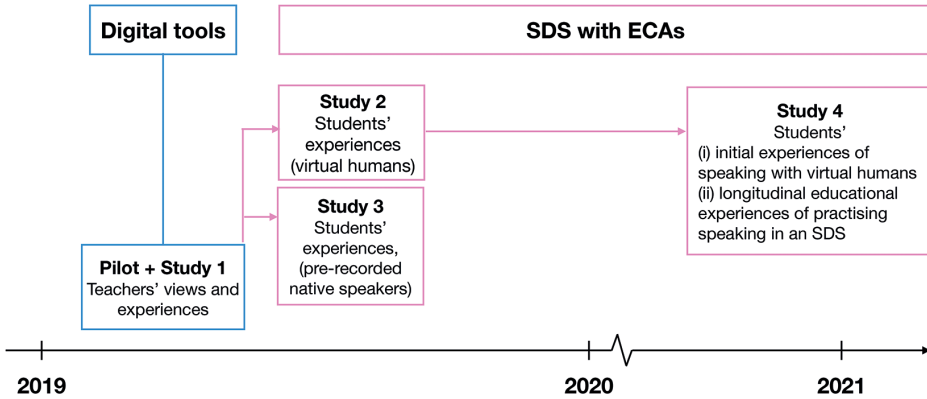 Digital tools
SDS with ECAs
Study 2
Students’
experiences
(virtual humans)
Study 4
Students’
(i) initial experiences of
speaking with virtual humans
(ii) longitudinal educational
experiences of practising
speaking in an SDS
Study 3
Students’
experiences,
(pre-recorded
native speakers)
Pilot + Study 1
Teachers’ views and
experiences
2019
2020
2021